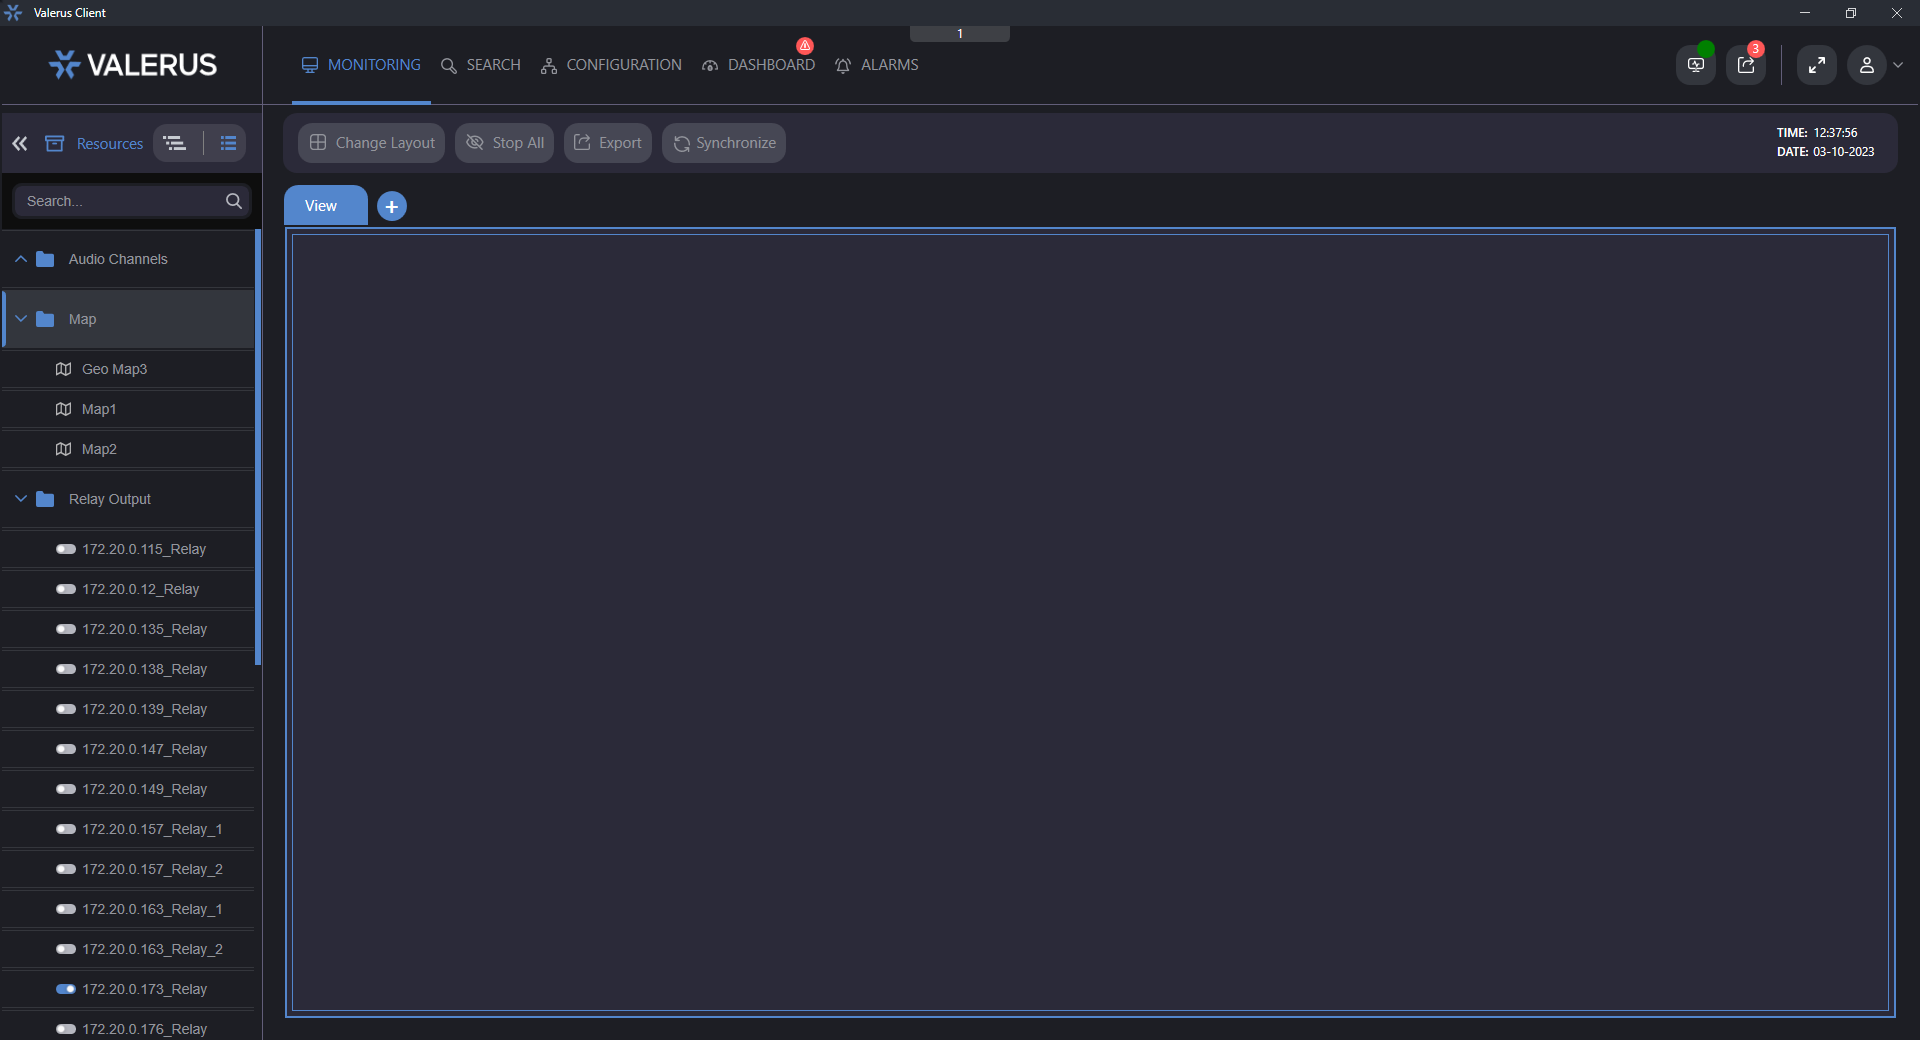 Valerus Client
1
VALERUS
MONITORING
SEARCH
CONFIGURATION
DASHBOARD
ALARMS
3
Resources
Change Layout
Stop All
Export
Synchronize
TIME: 12:37:56
DATE: 03-10-2023
Search...
View
Audio Channels
Map
Geo Map3
Map1
Map2
Relay Output
172.20.0.115_Relay
172.20.0.12_Relay
172.20.0.135_Relay
172.20.0.138_Relay
172.20.0.139_Relay
172.20.0.147_Relay
172.20.0.149_Relay
172.20.0.157_Relay_1
172.20.0.157_Relay_2
172.20.0.163_Relay_1
172.20.0.163_Relay_2
172.20.0.173_Relay
172.20.0.176_Relay